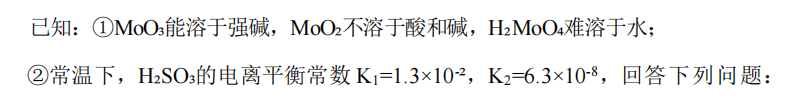 已知：①MoO₃能溶于强碱，MoO₂不溶于酸和碱，H₂MoO₄难溶于水；
②常温下，H₂SO₃的电离平衡常数 K₁=1.3×10⁻²，K₂=6.3×10⁻⁸，回答下列问题：